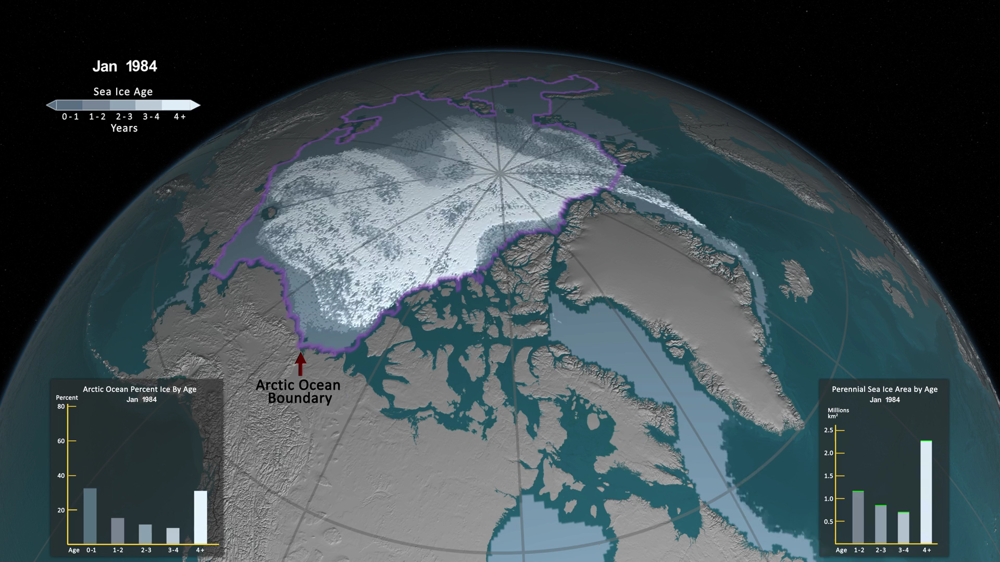 Jan 1984
Sea Ice Age
0-1 1-2 2-3 3-4 4+
Years
Arctic Ocean
Boundary
Arctic Ocean Percent Ice By Age
Jan 1984
Percent
80
60
40
20
Age 0-1 1-2 2-3 3-4 4+
Perennial Sea Ice Area by Age
Jan 1984
Millions
km²
2.5
2.0
1.5
1.0
0.5
Age 1-2 2-3 3-4 4+